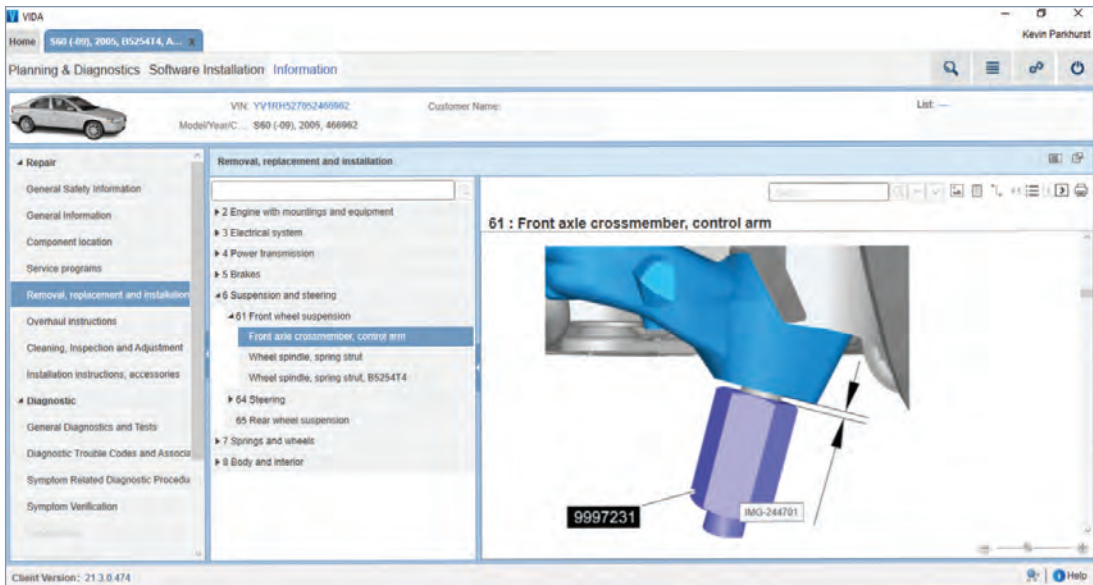 VIDA
Home S60 (-09), 2005, B5254T4, A... x
Kevin Parkhurst
Planning & Diagnostics Software Installation Information
VIN: YV1RH527052466962
Customer Name:
List: —
Model/Year/C... S60 (-09), 2005, 466962
Repair
General Safety Information
General Information
Component location
Service programs
Removal, replacement and installation
Overhaul instructions
Cleaning, Inspection and Adjustment
Installation instructions, accessories
Diagnostic
General Diagnostics and Tests
Diagnostic Trouble Codes and Associa
Symptom Related Diagnostic Procedu
Symptom Verification
Removal, replacement and installation
2 Engine with mountings and equipment
3 Electrical system
4 Power transmission
5 Brakes
6 Suspension and steering
61 Front wheel suspension
Front axle crossmember, control arm
Wheel spindle, spring strut
Wheel spindle, spring strut, B5254T4
64 Steering
65 Rear wheel suspension
7 Springs and wheels
8 Body and interior
Search
61 : Front axle crossmember, control arm
9997231
IMG-244701
Client Version: 21.3.0.474
Help